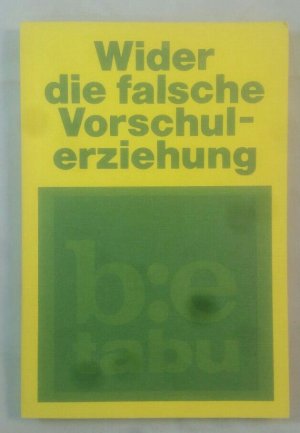 Wider
die falsche
Vorschul-
erziehung
b:e
tabu